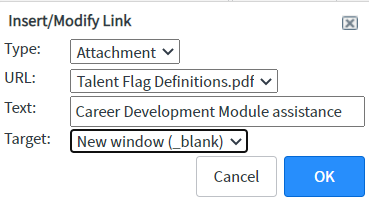 Insert/Modify Link
Type: Attachment
URL: Talent Flag Definitions.pdf
Text: Career Development Module assistance
Target: New window (_blank)
Cancel OK